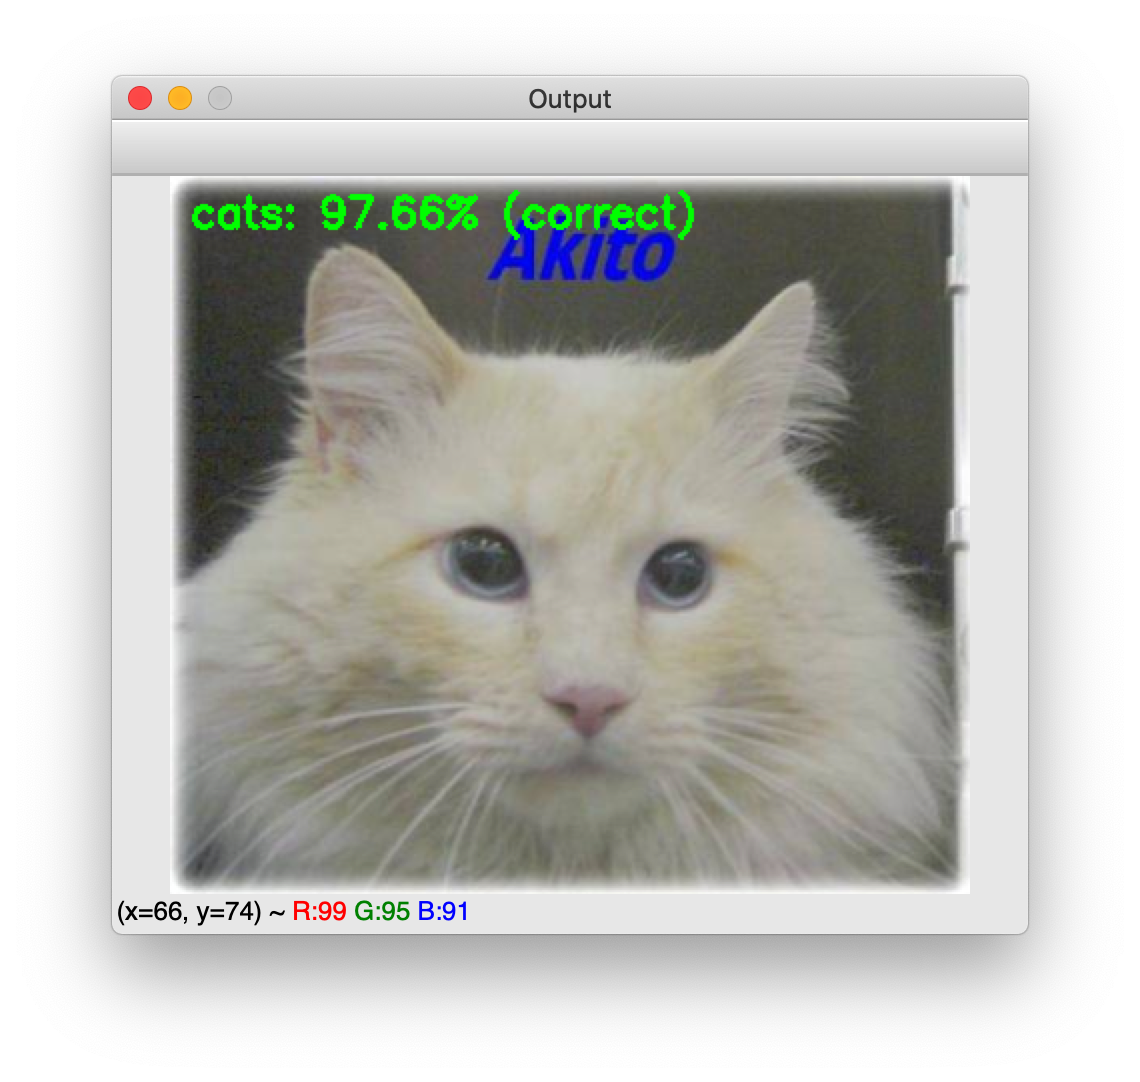 Output
cats: 97.66% (correct)
Akito
(x=66, y=74) ~ R:99 G:95 B:91